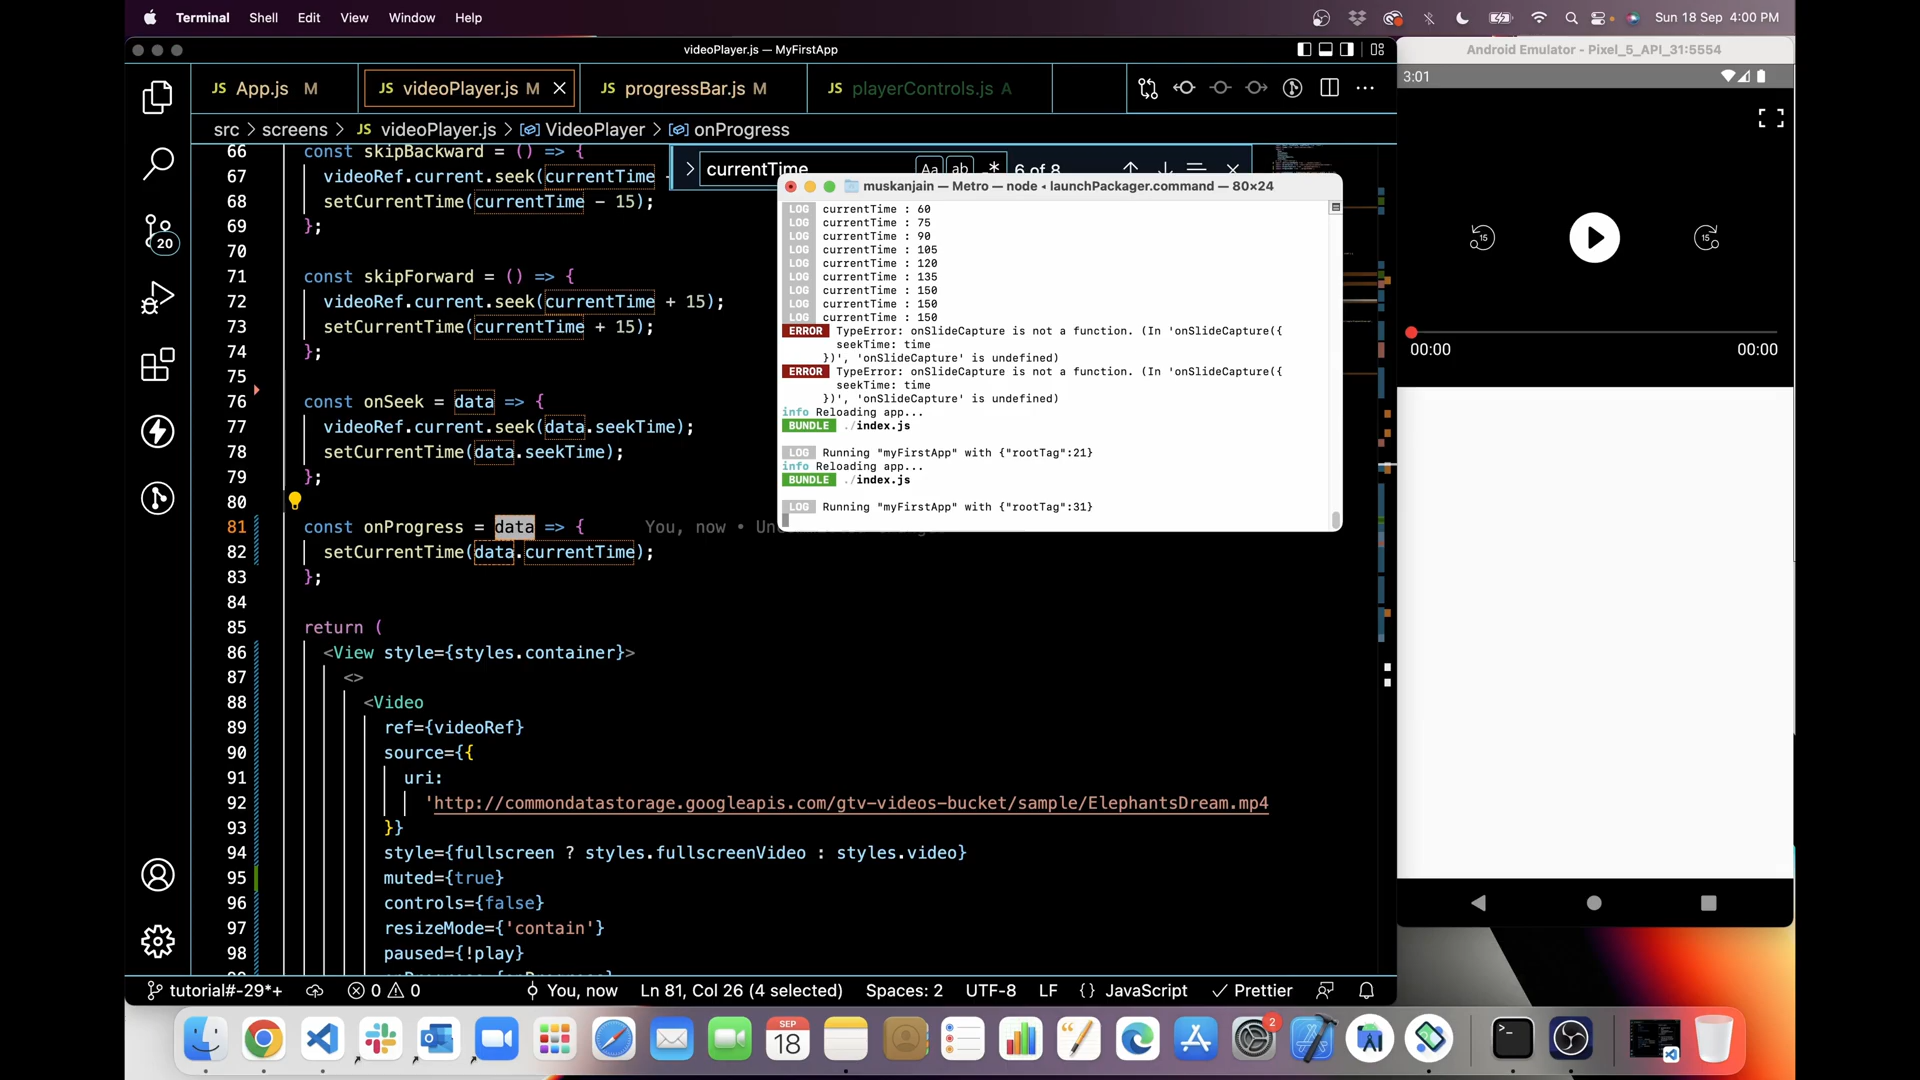 Terminal Shell Edit View Window Help
Sun 18 Sep 4:00 PM
videoPlayer.js — MyFirstApp
JS App.js M
JS videoPlayer.js M
JS progressBar.js M
JS playerControls.js A
src > screens > JS videoPlayer.js > VideoPlayer > onProgress
currentTime
Aa ab .* 6 of 8
66 const skipBackward = () => {
67 videoRef.current.seek(currentTime -
68 setCurrentTime(currentTime - 15);
69 };
70
71 const skipForward = () => {
72 videoRef.current.seek(currentTime + 15);
73 setCurrentTime(currentTime + 15);
74 };
75
76 const onSeek = data => {
77 videoRef.current.seek(data.seekTime);
78 setCurrentTime(data.seekTime);
79 };
80
81 const onProgress = data => { You, now • Un
82 setCurrentTime(data.currentTime);
83 };
84
85 return (
86 <View style={styles.container}>
87 <>
88 <Video
89 ref={videoRef}
90 source={{
91 uri:
92 'http://commondatastorage.googleapis.com/gtv-videos-bucket/sample/ElephantsDream.mp4
93 }}
94 style={fullscreen ? styles.fullscreenVideo : styles.video}
95 muted={true}
96 controls={false}
97 resizeMode={'contain'}
98 paused={!play}
20
muskanjain — Metro — node ◂ launchPackager.command — 80×24
LOG currentTime : 60
LOG currentTime : 75
LOG currentTime : 90
LOG currentTime : 105
LOG currentTime : 120
LOG currentTime : 135
LOG currentTime : 150
LOG currentTime : 150
LOG currentTime : 150
ERROR TypeError: onSlideCapture is not a function. (In 'onSlideCapture({
seekTime: time
})', 'onSlideCapture' is undefined)
ERROR TypeError: onSlideCapture is not a function. (In 'onSlideCapture({
seekTime: time
})', 'onSlideCapture' is undefined)
info Reloading app...
BUNDLE ./index.js
LOG Running "myFirstApp" with {"rootTag":21}
info Reloading app...
BUNDLE ./index.js
LOG Running "myFirstApp" with {"rootTag":31}
Android Emulator - Pixel_5_API_31:5554
3:01
15
15
00:00 00:00
tutorial#-29*+ 0 0 You, now Ln 81, Col 26 (4 selected) Spaces: 2 UTF-8 LF {} JavaScript Prettier
SEP
18
2